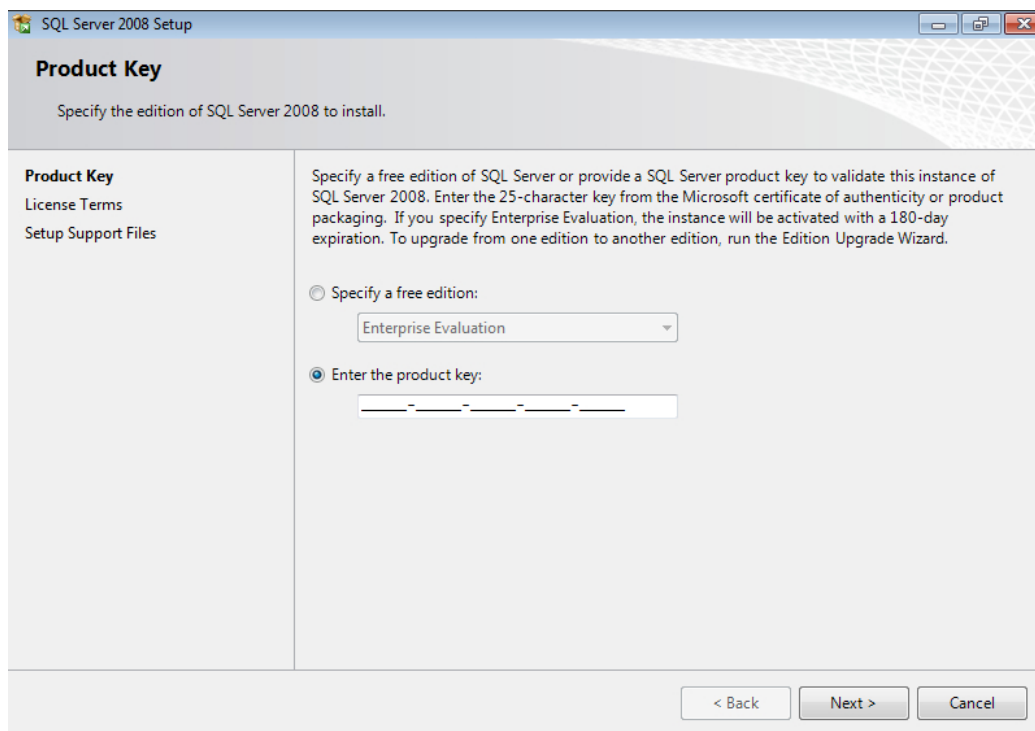 SQL Server 2008 Setup
Product Key
Specify the edition of SQL Server 2008 to install.
Product Key
License Terms
Setup Support Files
Specify a free edition of SQL Server or provide a SQL Server product key to validate this instance of
SQL Server 2008. Enter the 25-character key from the Microsoft certificate of authenticity or product
packaging. If you specify Enterprise Evaluation, the instance will be activated with a 180-day
expiration. To upgrade from one edition to another edition, run the Edition Upgrade Wizard.
Specify a free edition:
Enterprise Evaluation
Enter the product key:
_____-_____-_____-_____-_____
< Back
Next >
Cancel